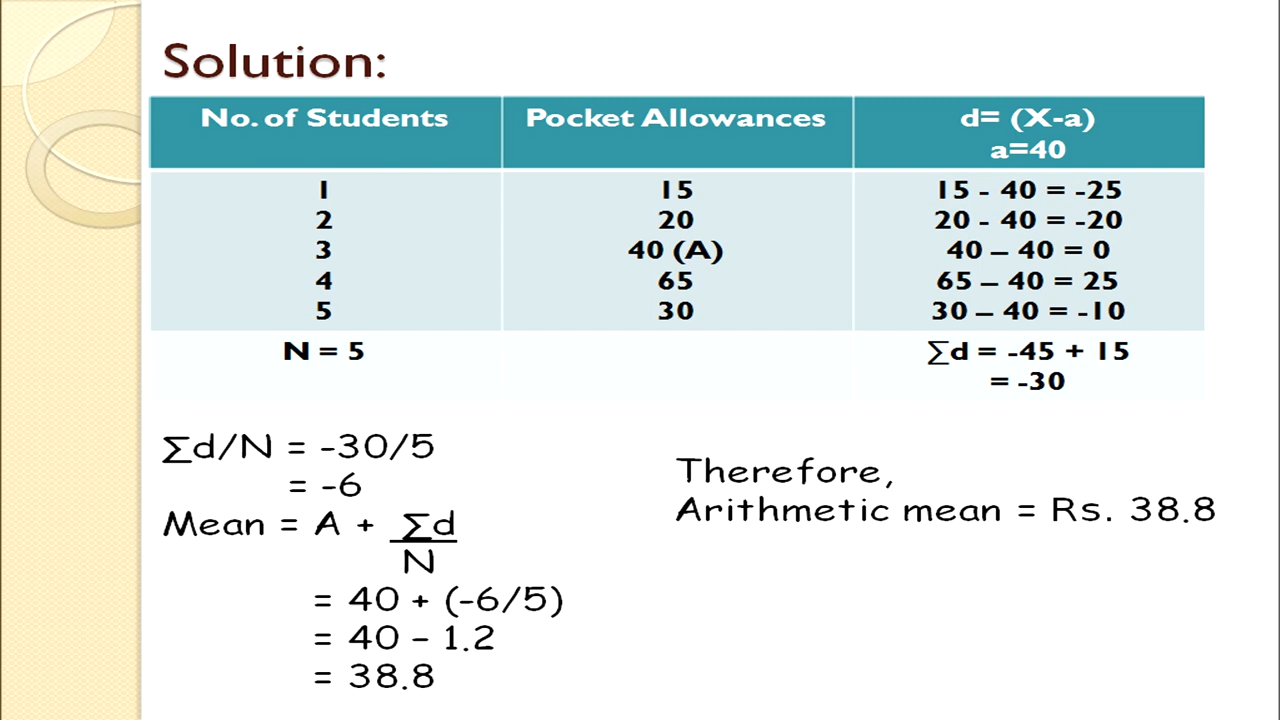 Solution:
No. of Students Pocket Allowances d= (X-a)
a=40
1 15 15 - 40 = -25
2 20 20 - 40 = -20
3 40 (A) 40 – 40 = 0
4 65 65 – 40 = 25
5 30 30 – 40 = -10
N = 5 ∑d = -45 + 15
= -30
∑d/N = -30/5
= -6
Mean = A + ∑d
N
= 40 + (-6/5)
= 40 - 1.2
= 38.8
Therefore,
Arithmetic mean = Rs. 38.8